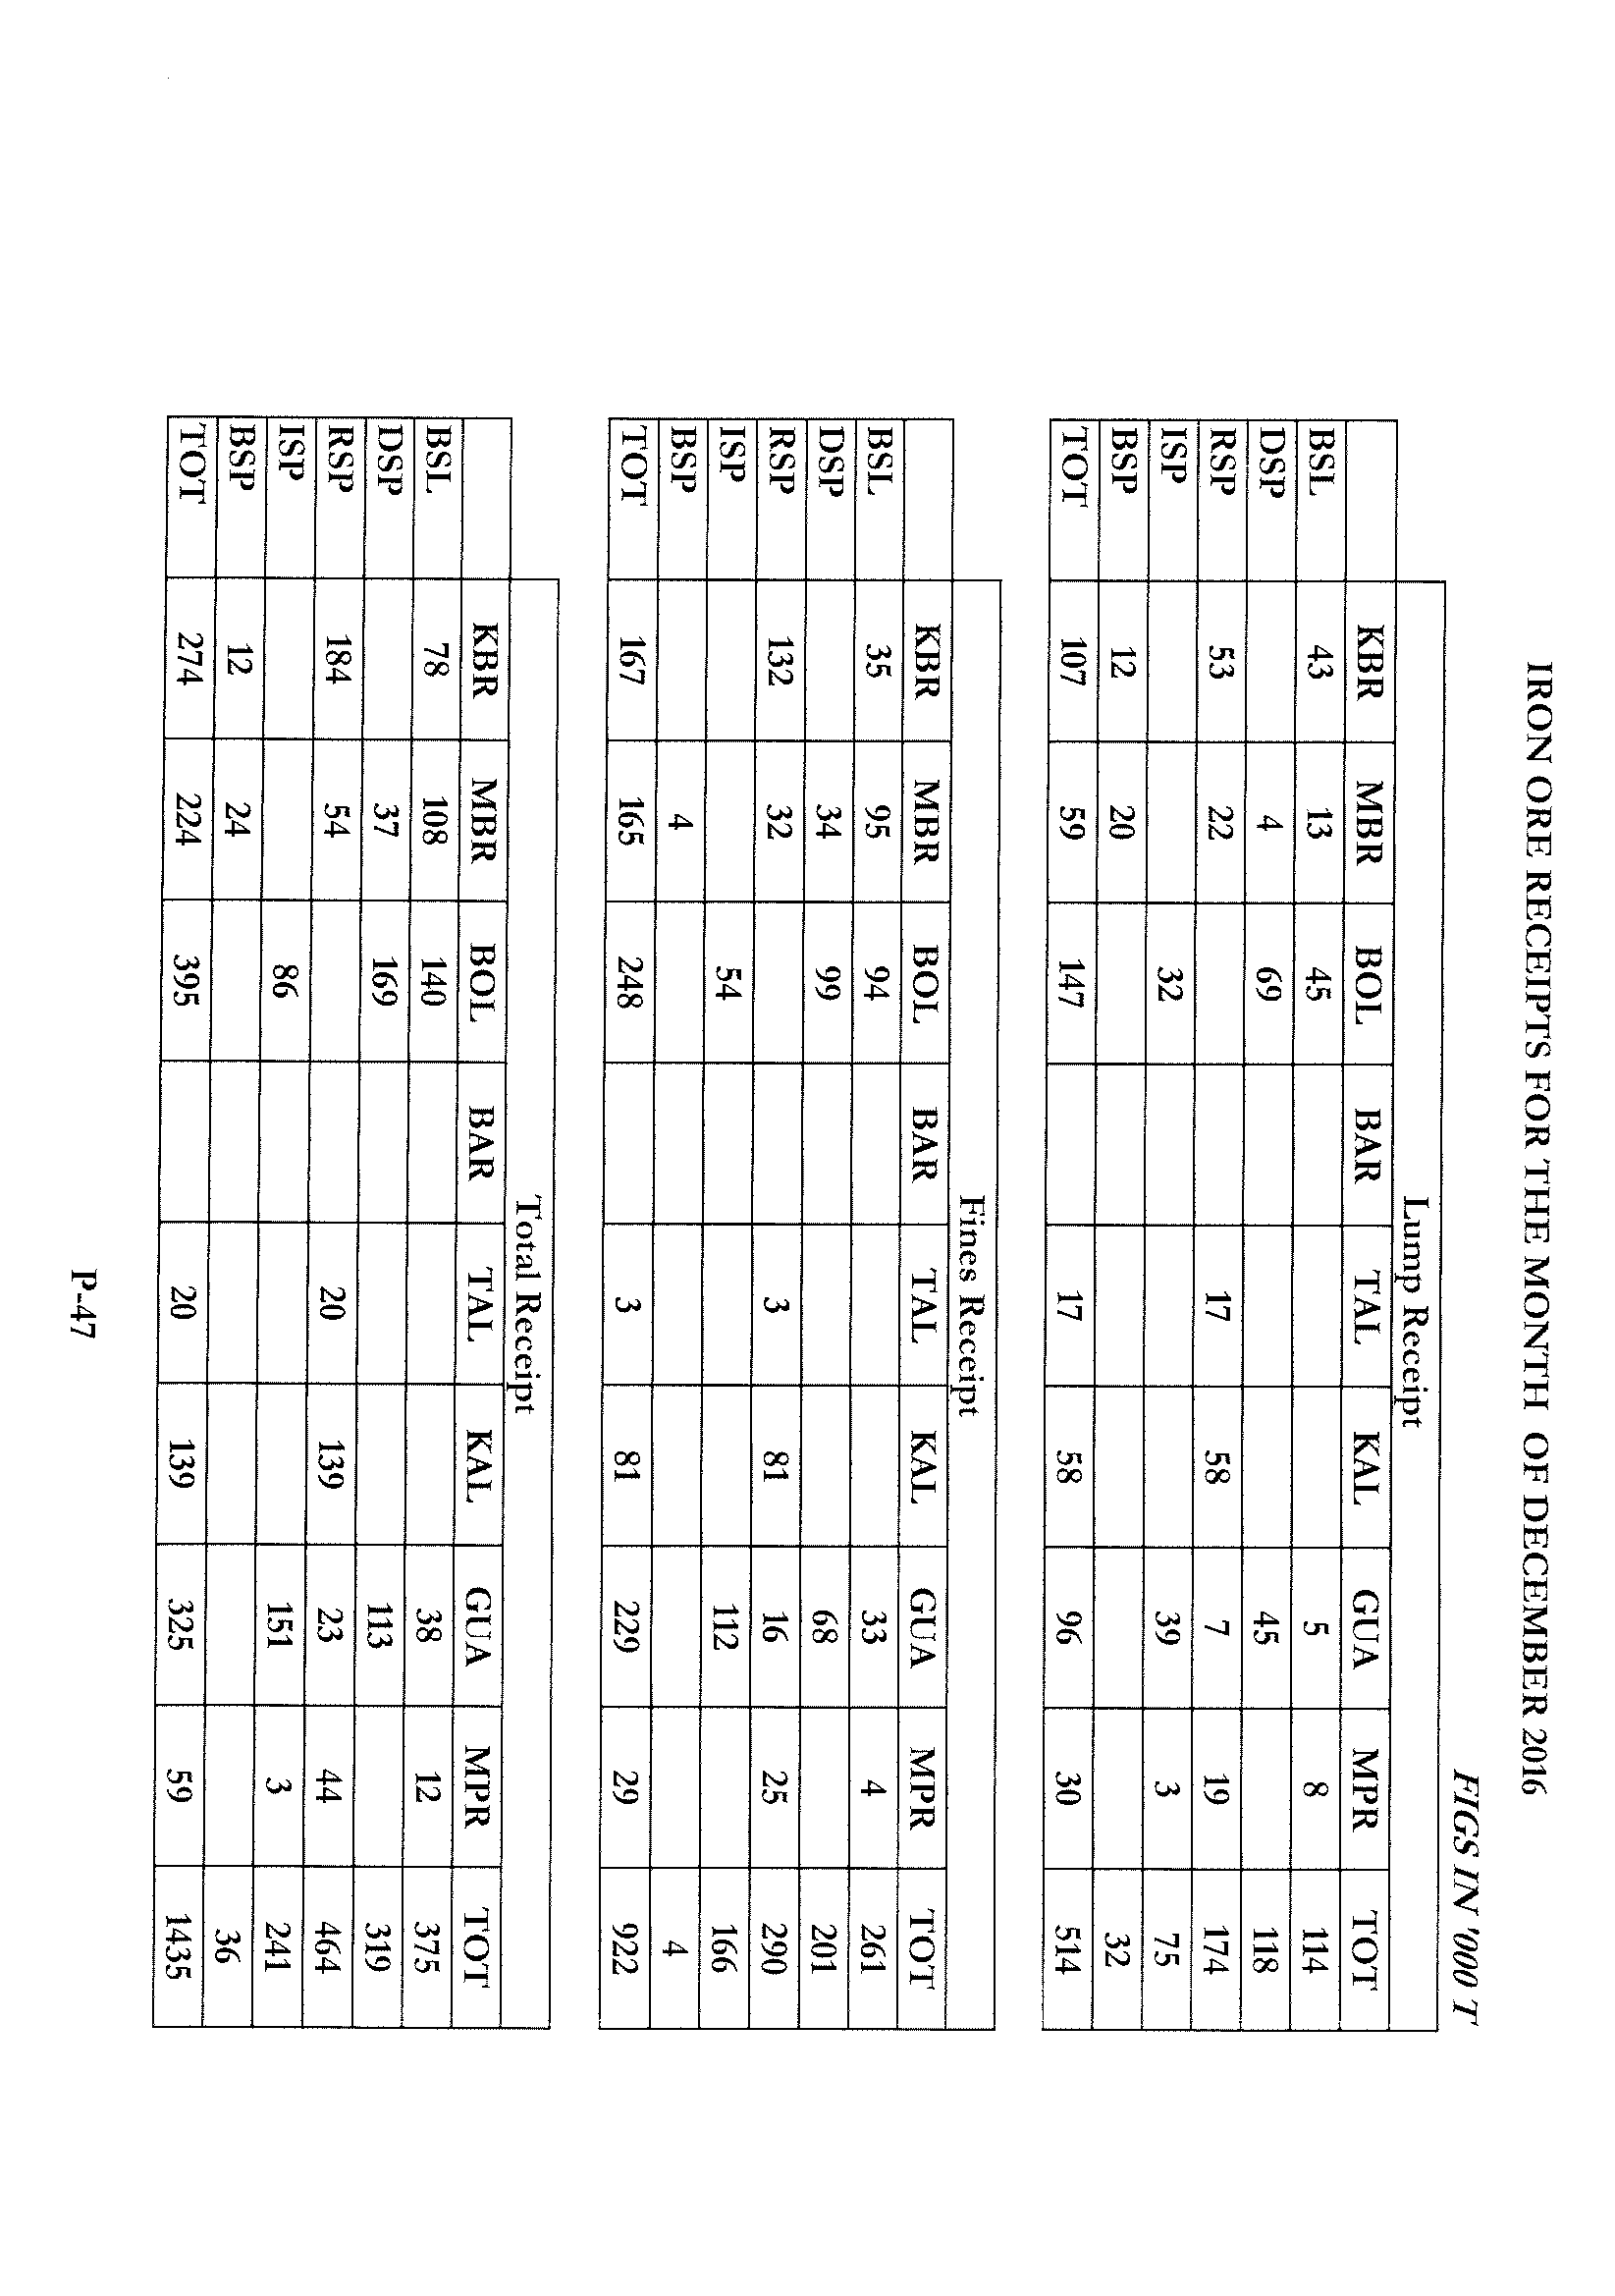 IRON ORE RECEIPTS FOR THE MONTH OF DECEMBER 2016
FIGS IN '000 T
Lump Receipt
KBR MBR BOL BAR TAL KAL GUA MPR TOT
BSL 43 13 45 5 8 114
DSP 4 69 45 118
RSP 53 22 17 58 7 19 174
ISP 32 39 3 75
BSP 12 20 32
TOT 107 59 147 17 58 96 30 514
Fines Receipt
KBR MBR BOL BAR TAL KAL GUA MPR TOT
BSL 35 95 94 33 4 261
DSP 34 99 68 201
RSP 132 32 3 81 16 25 290
ISP 54 112 166
BSP 4 4
TOT 167 165 248 3 81 229 29 922
Total Receipt
KBR MBR BOL BAR TAL KAL GUA MPR TOT
BSL 78 108 140 38 12 375
DSP 37 169 113 319
RSP 184 54 20 139 23 44 464
ISP 86 151 3 241
BSP 12 24 36
TOT 274 224 395 20 139 325 59 1435
P-47